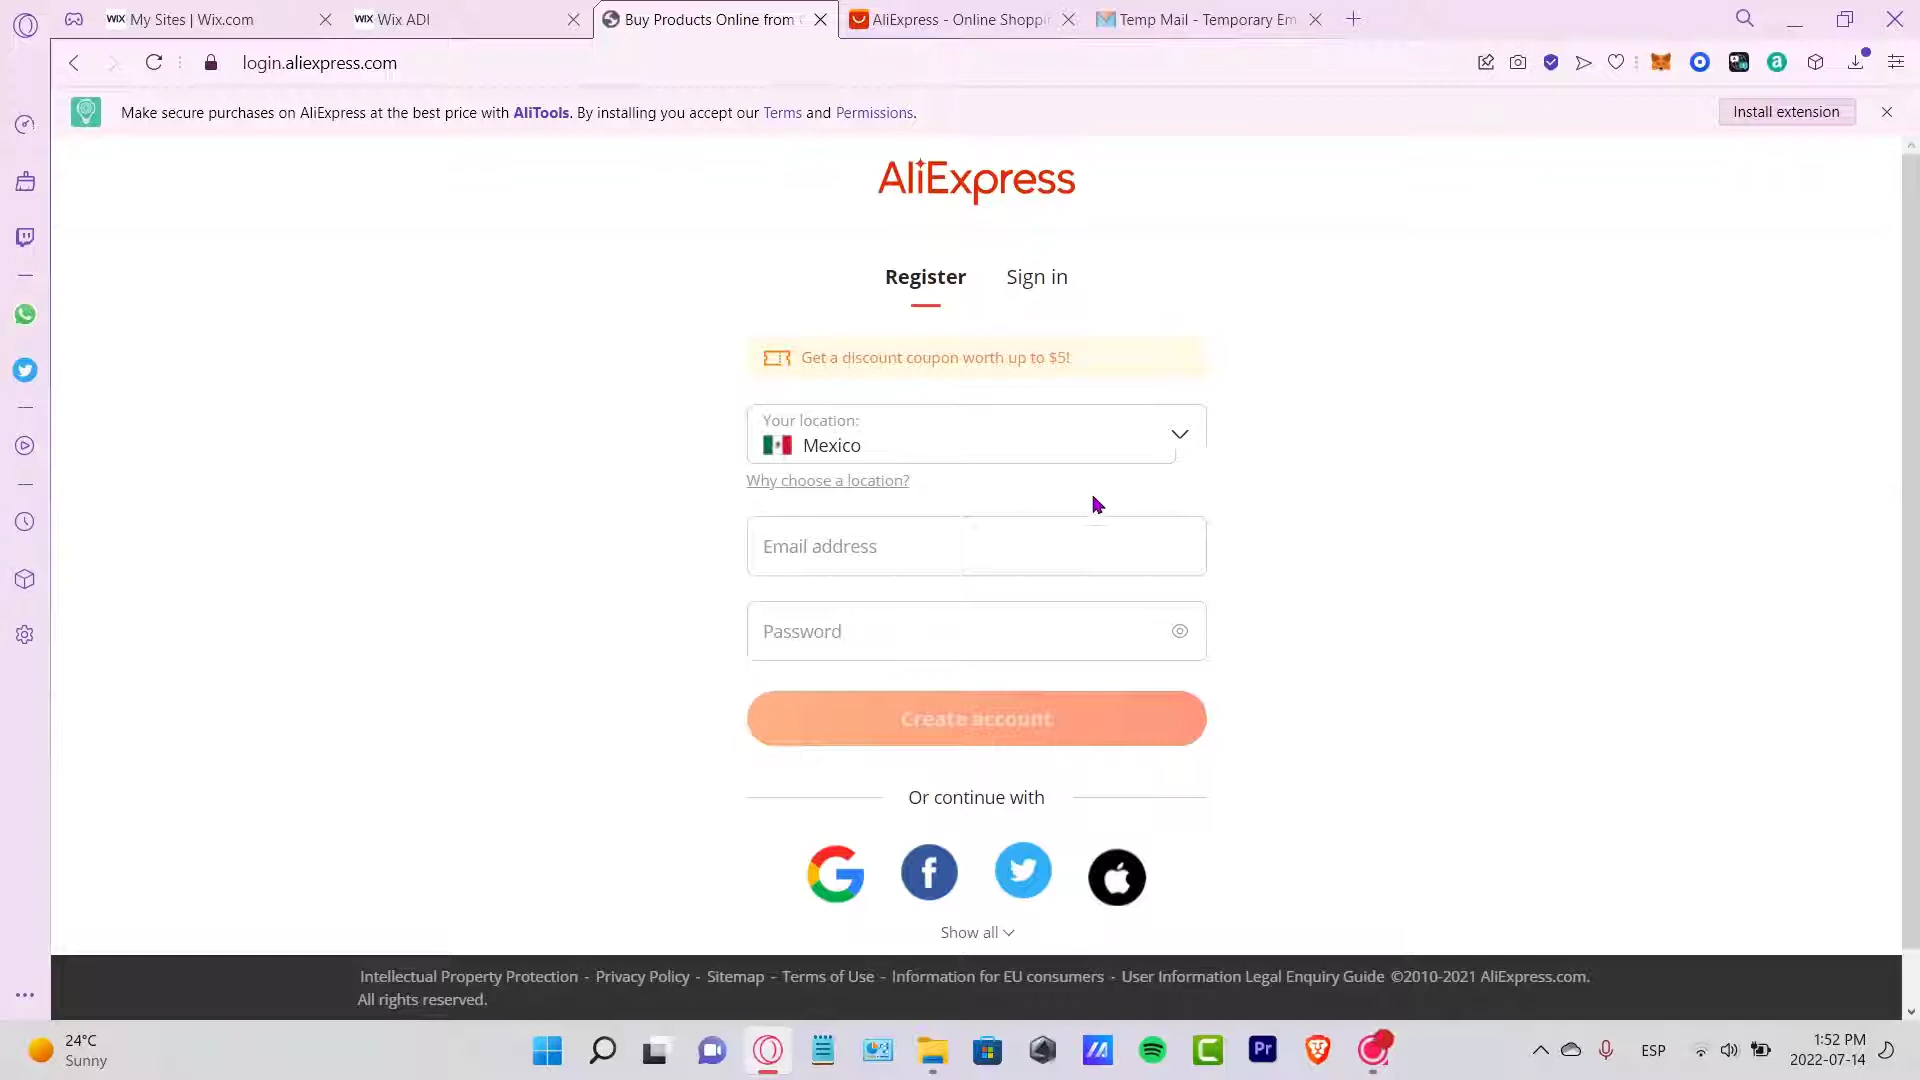 WIX My Sites | Wix.com
WIX Wix ADI
Buy Products Online from
AliExpress - Online Shoppi
Temp Mail - Temporary Em
login.aliexpress.com
Make secure purchases on AliExpress at the best price with AliTools. By installing you accept our Terms and Permissions.
Install extension
AliExpress
Register
Sign in
Get a discount coupon worth up to $5!
Your location:
Mexico
Why choose a location?
Email address
Password
Create account
Or continue with
Show all
Intellectual Property Protection - Privacy Policy - Sitemap - Terms of Use - Information for EU consumers - User Information Legal Enquiry Guide ©2010-2021 AliExpress.com.
All rights reserved.
24°C
Sunny
Pr
ESP
1:52 PM
2022-07-14